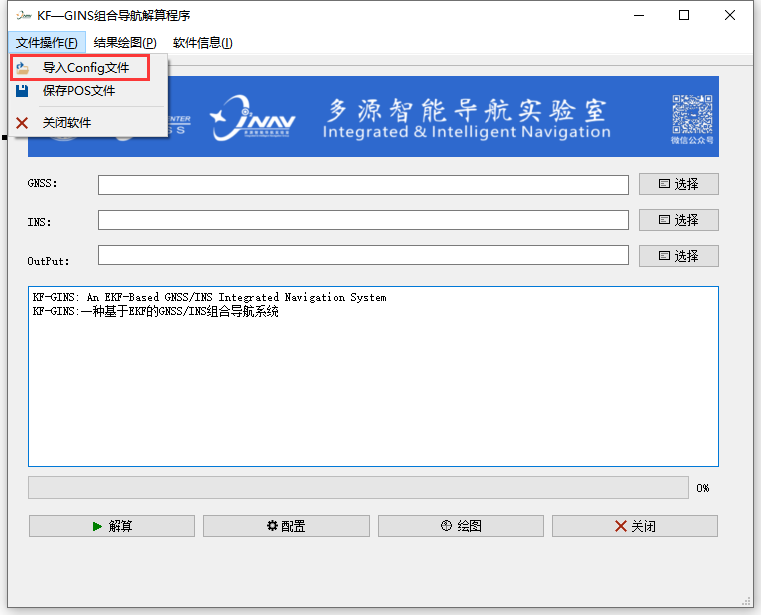 KF—GINS组合导航解算程序
文件操作(F) 结果绘图(P) 软件信息(I)
导入Config文件
保存POS文件
关闭软件
ENTER
S S
INAV
多源智能导航实验室
Integrated & Intelligent Navigation
微信公众号
GNSS: 选择
INS: 选择
OutPut: 选择
KF-GINS: An EKF-Based GNSS/INS Integrated Navigation System
KF-GINS:一种基于EKF的GNSS/INS组合导航系统
0%
解算 配置 绘图 关闭